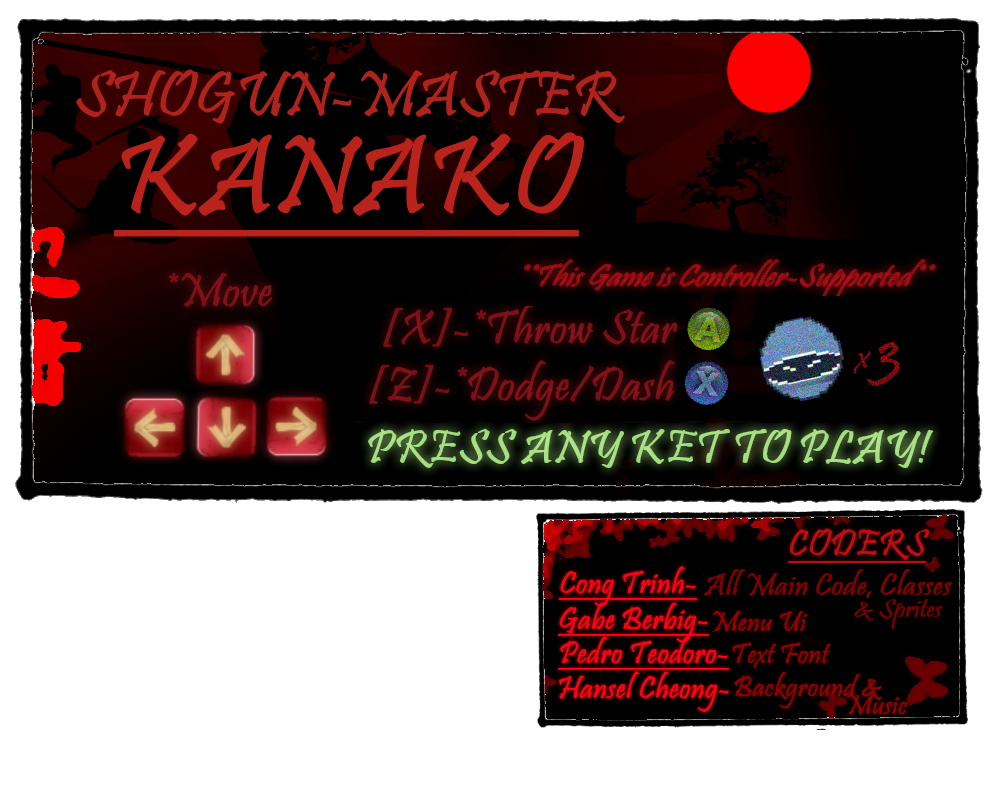 SHOGUN-MASTER
KANAKO
*Move
**This Game is Controller-Supported**
[X]-*Throw Star A
[Z]-*Dodge/Dash X
x3
PRESS ANY KET TO PLAY!
CODERS
Cong Trinh- All Main Code, Classes
& Sprites
Gabe Berbig- Menu Ui
Pedro Teodoro- Text Font
Hansel Cheong- Background &
Music